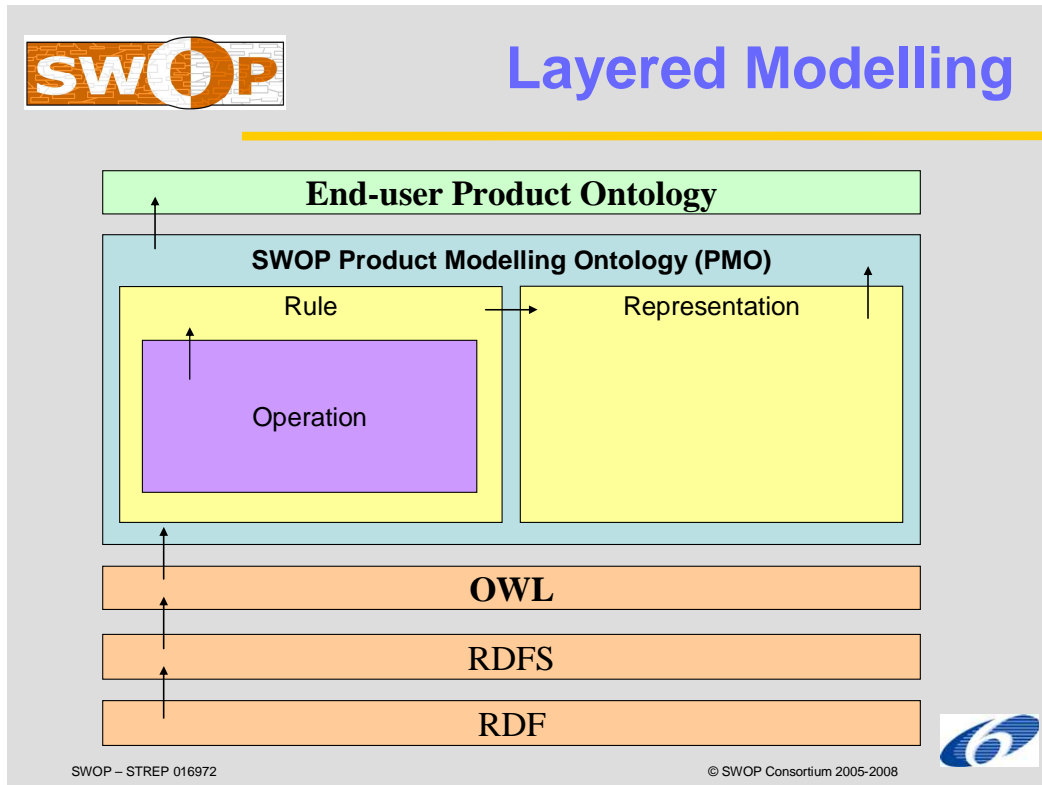 SWOP
Layered Modelling
End-user Product Ontology
SWOP Product Modelling Ontology (PMO)
Rule
Representation
Operation
OWL
RDFS
RDF
SWOP – STREP 016972
© SWOP Consortium 2005-2008
6